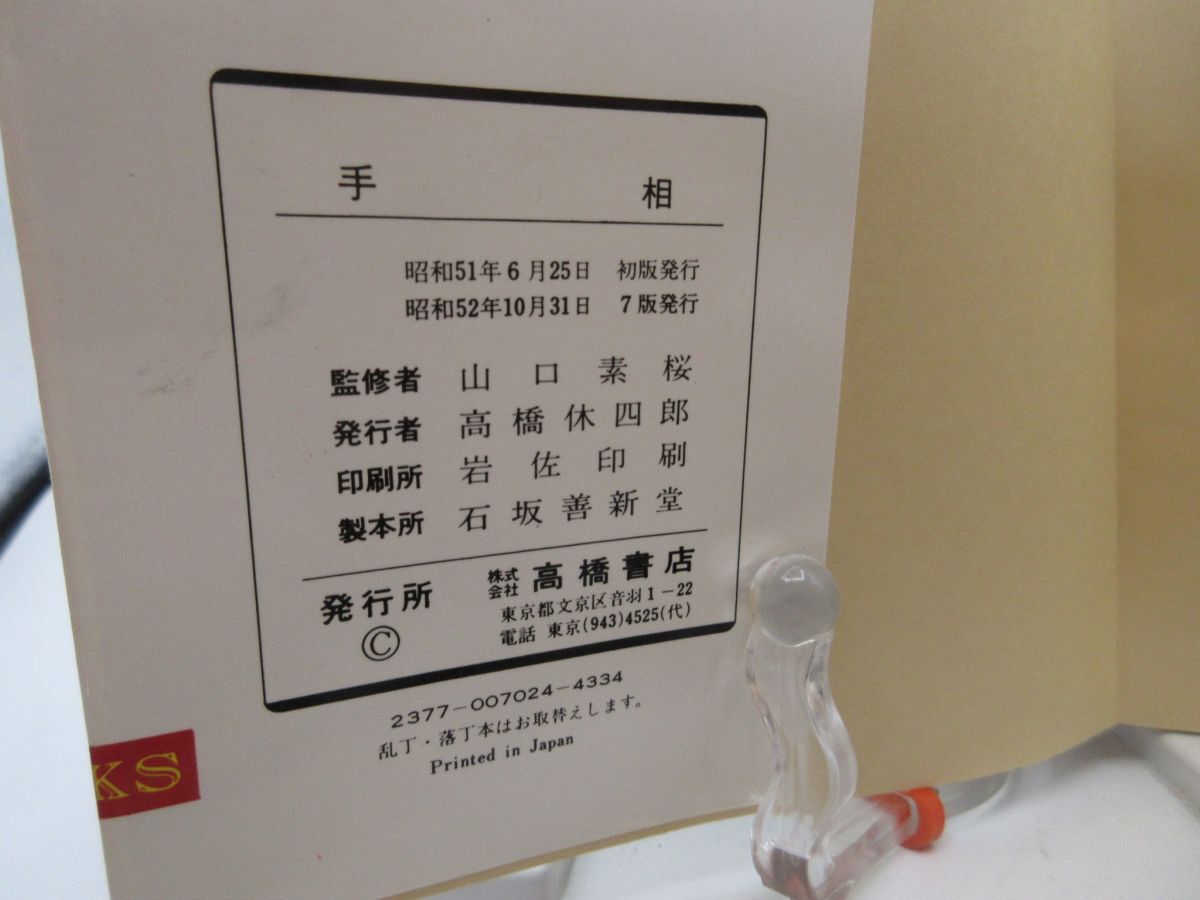 手相
昭和51年6月25日 初版発行
昭和52年10月31日 7版発行
監修者 山口素桜
発行者 高橋休四郎
印刷所 岩佐印刷
製本所 石坂善新堂
発行所 株式会社 高橋書店
東京都文京区音羽1-22
電話 東京(943)4525(代)
©
2377-007024-4334
乱丁・落丁本はお取替えします。
Printed in Japan
KS